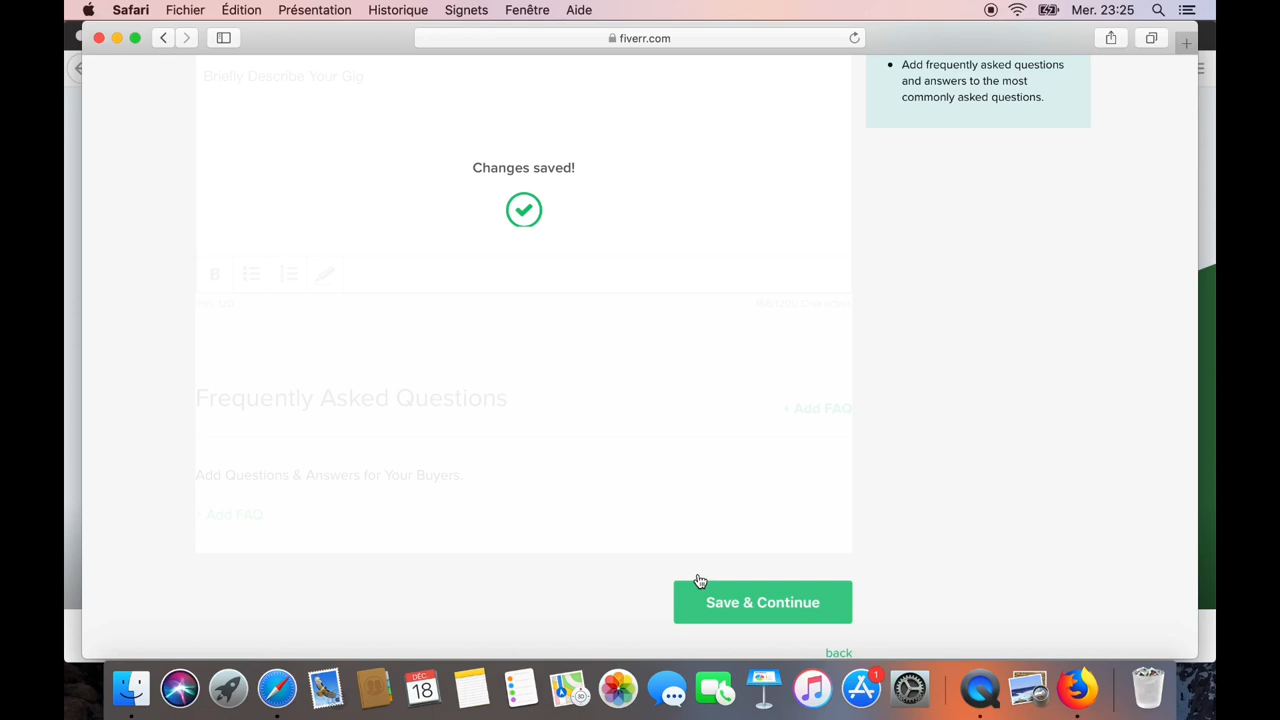 Safari Fichier Édition Présentation Historique Signets Fenêtre Aide Mer. 23:25
fiverr.com
Briefly Describe Your Gig
Add frequently asked questions
and answers to the most
commonly asked questions.
Changes saved!
B
Frequently Asked Questions
+ Add FAQ
Add Questions & Answers for Your Buyers.
+ Add FAQ
Save & Continue
back
DÉC
18
1